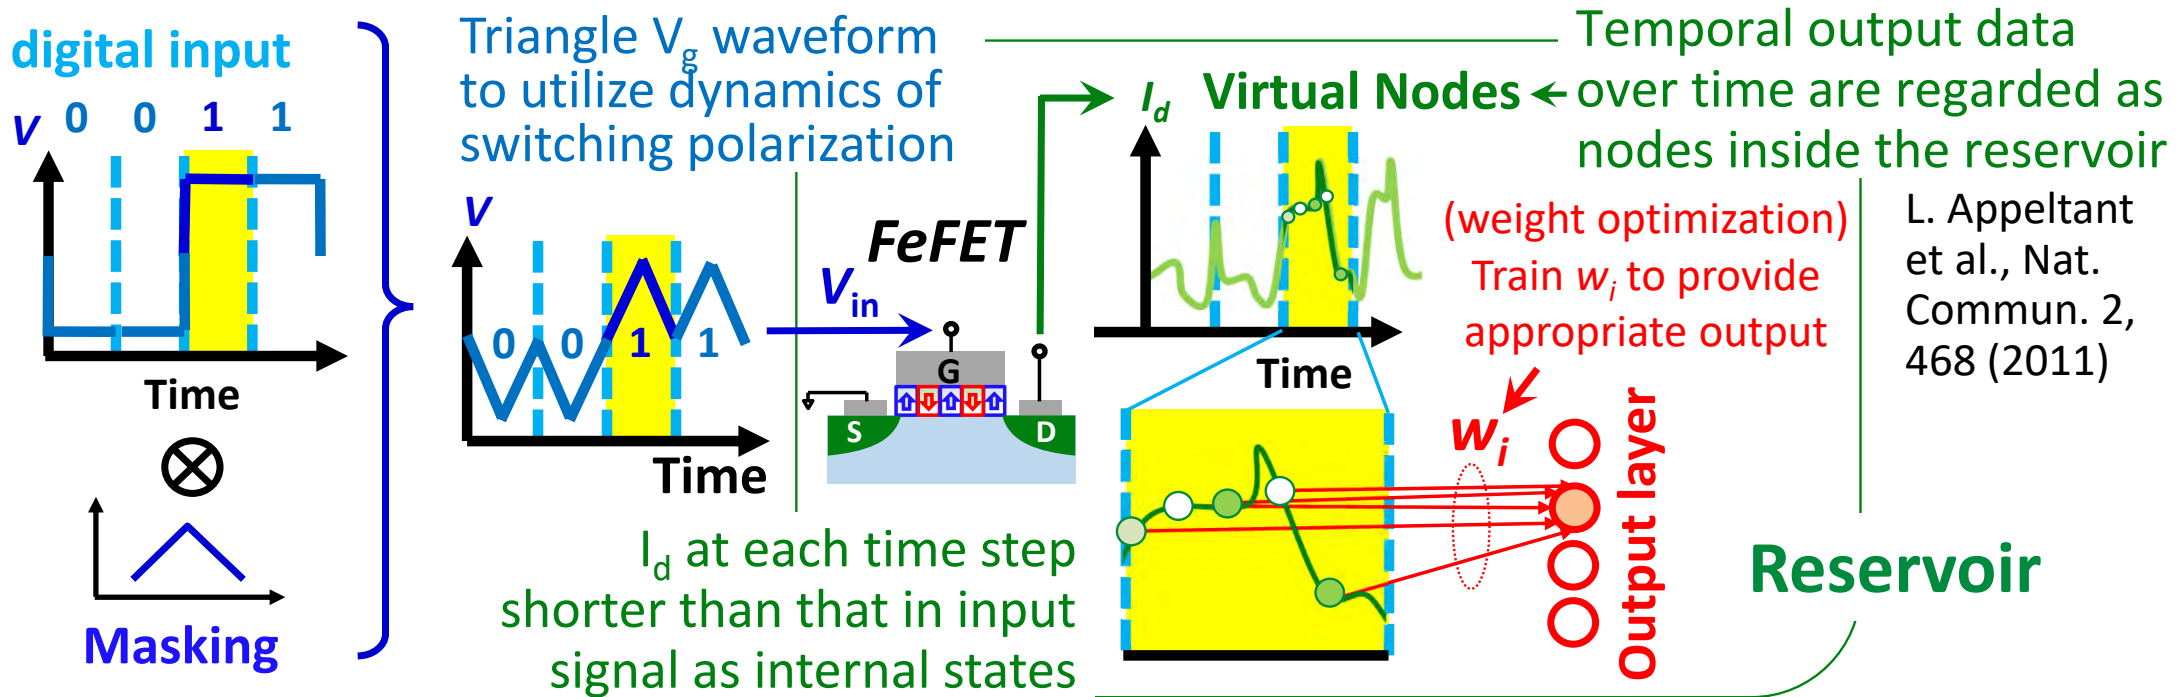 digital input
V 0 0 1 1
Time
Masking
Triangle Vg waveform
to utilize dynamics of
switching polarization
V
0 0 1 1
Time
FeFET
Vin
G
S
D
Id at each time step
shorter than that in input
signal as internal states
Id
Virtual Nodes
Time
Temporal output data
over time are regarded as
nodes inside the reservoir
(weight optimization)
Train wi to provide
appropriate output
wi
Output layer
L. Appeltant
et al., Nat.
Commun. 2,
468 (2011)
Reservoir